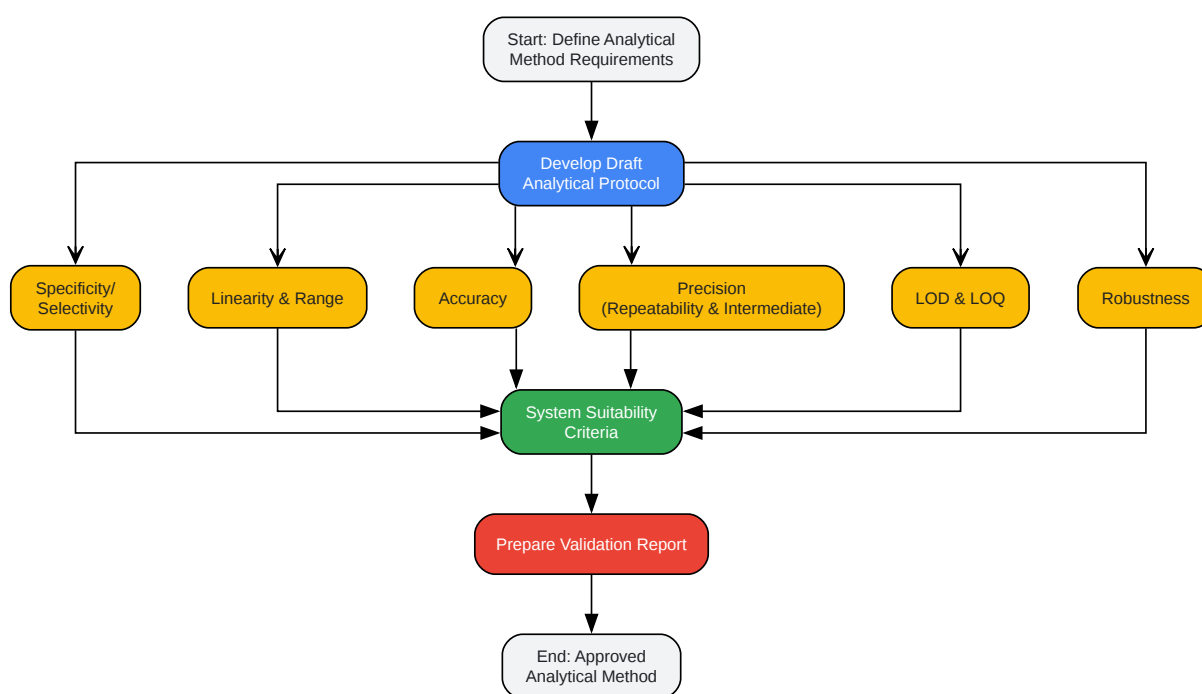 Start: Define Analytical
Method Requirements
Develop Draft
Analytical Protocol
Specificity/
Selectivity
Linearity & Range
Accuracy
Precision
(Repeatability & Intermediate)
LOD & LOQ
Robustness
System Suitability
Criteria
Prepare Validation Report
End: Approved
Analytical Method